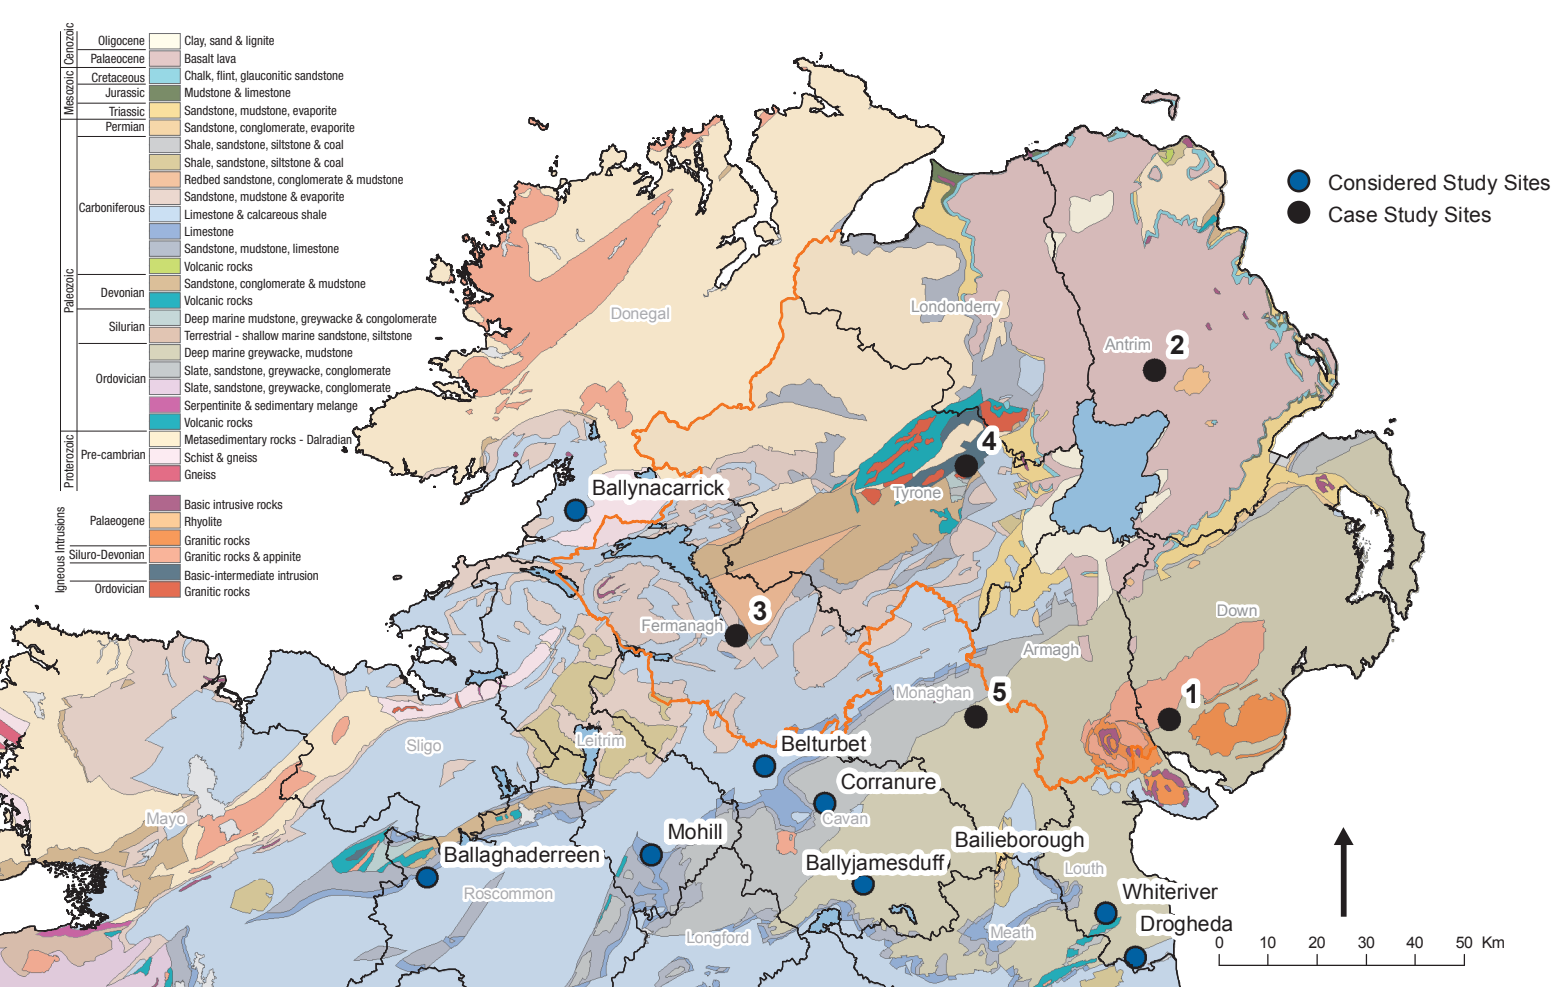 Cenozoic
Oligocene Clay, sand & lignite
Palaeocene Basalt lava
Mesozoic
Cretaceous Chalk, flint, glauconitic sandstone
Jurassic Mudstone & limestone
Triassic Sandstone, mudstone, evaporite
Paleozoic
Permian Sandstone, conglomerate, evaporite
Shale, sandstone, siltstone & coal
Shale, sandstone, siltstone & coal
Redbed sandstone, conglomerate & mudstone
Sandstone, mudstone & evaporite
Carboniferous
Limestone & calcareous shale
Limestone
Sandstone, mudstone, limestone
Volcanic rocks
Sandstone, conglomerate & mudstone
Devonian
Volcanic rocks
Deep marine mudstone, greywacke & congolomerate
Silurian
Terrestrial - shallow marine sandstone, siltstone
Deep marine greywacke, mudstone
Slate, sandstone, greywacke, conglomerate
Ordovician
Slate, sandstone, greywacke, conglomerate
Serpentinite & sedimentary melange
Volcanic rocks
Proterozoic
Metasedimentary rocks - Dalradian
Pre-cambrian Schist & gneiss
Gneiss
Igneous Intrusions
Basic intrusive rocks
Palaeogene Rhyolite
Granitic rocks
Siluro-Devonian Granitic rocks & appinite
Basic-intermediate intrusion
Ordovician Granitic rocks
Considered Study Sites
Case Study Sites
Donegal
Londonderry
Antrim 2
4
Tyrone
Ballynacarrick
3
Fermanagh
Down
Armagh
Monaghan 5
1
Sligo
Leitrim
Belturbet
Corranure
Cavan
Mayo
Mohill
Bailieborough
Ballaghaderreen
Ballyjamesduff
Louth
Roscommon
Whiteriver
Drogheda
Longford
Meath
0 10 20 30 40 50 Km